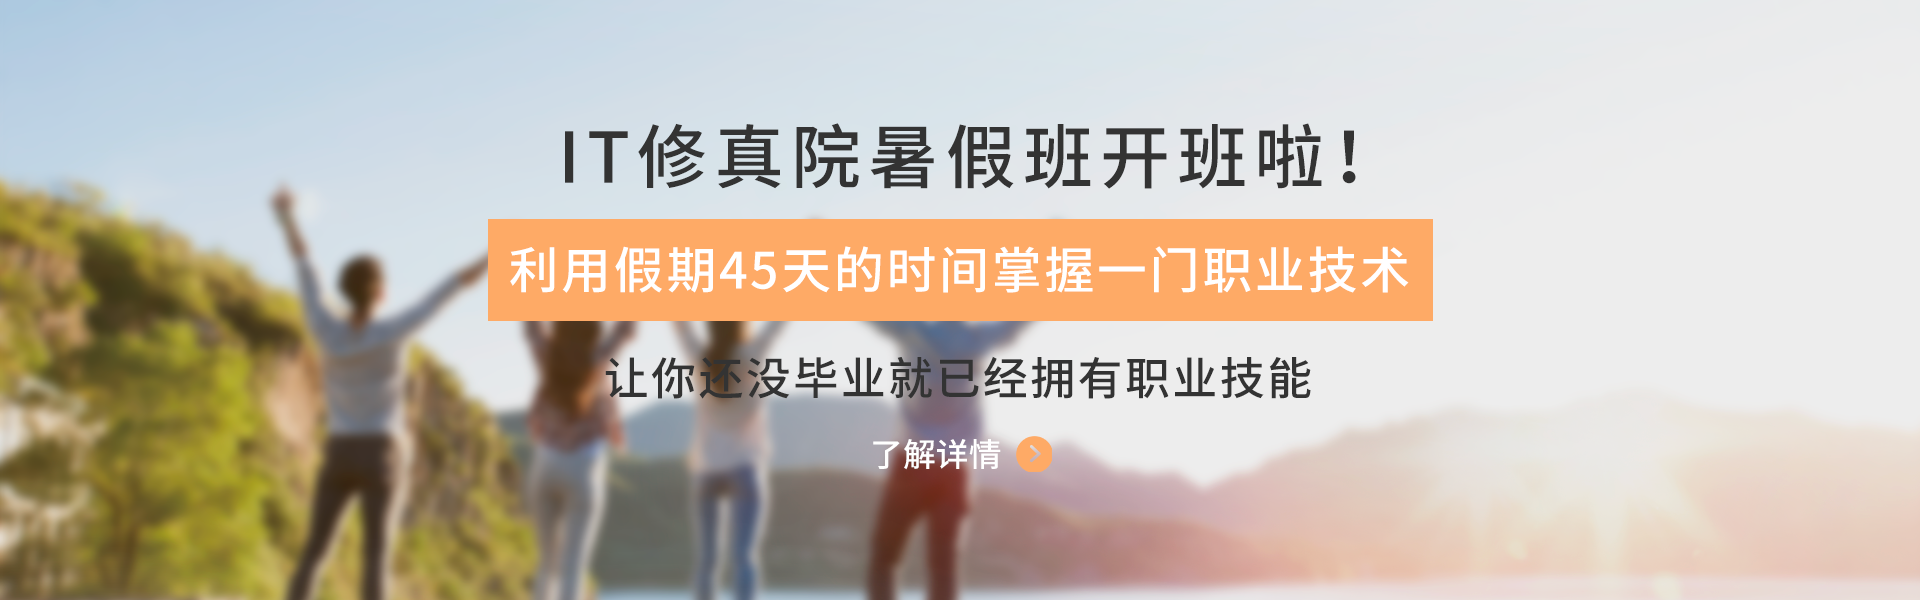 IT修真院暑假班开班啦！
利用假期45天的时间掌握一门职业技术
让你还没毕业就已经拥有职业技能
了解详情